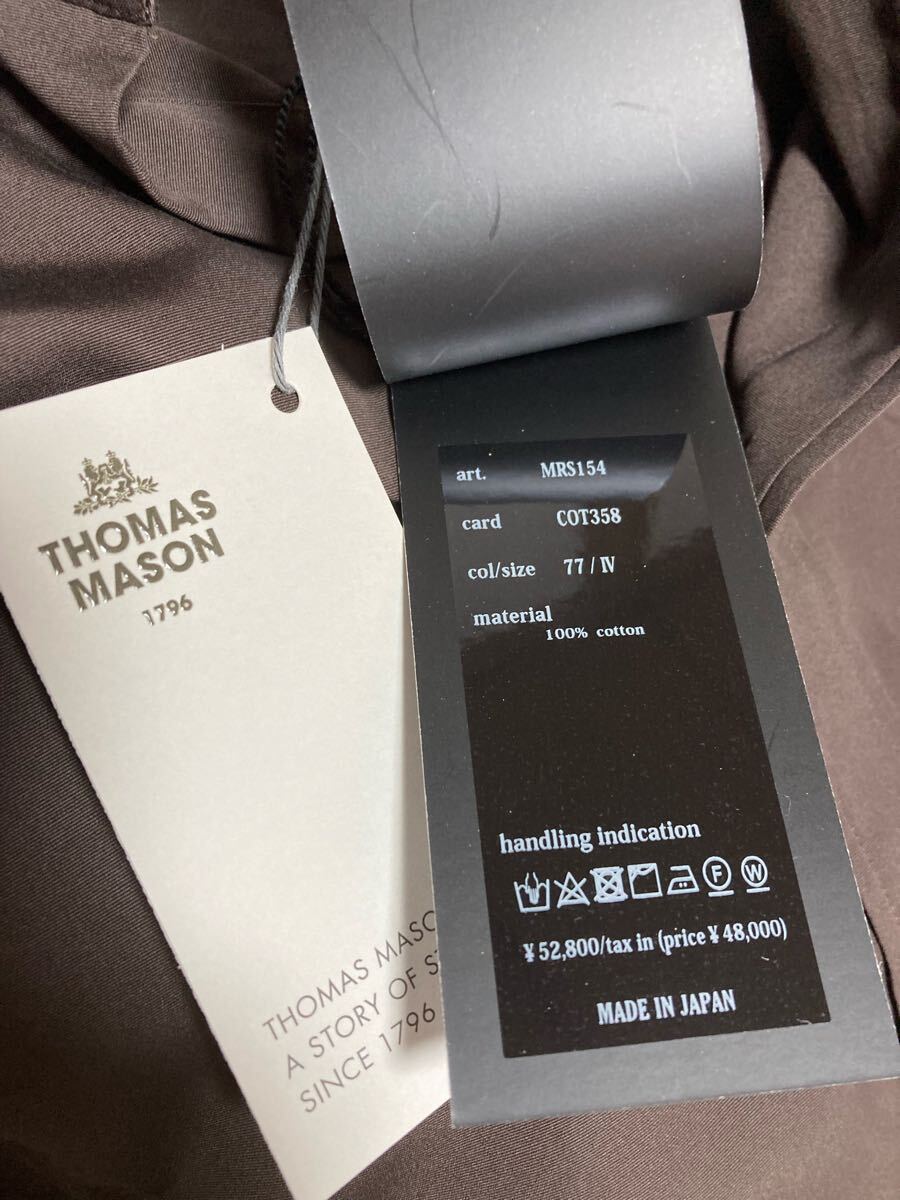 THOMAS
MASON
1796
THOMAS MASO
A STORY OF S
SINCE 1796
art. MRS154
card COT358
col/size 77 / Ⅳ
material
100% cotton
handling indication
F W
¥52,800/tax in (price ¥48,000)
MADE IN JAPAN